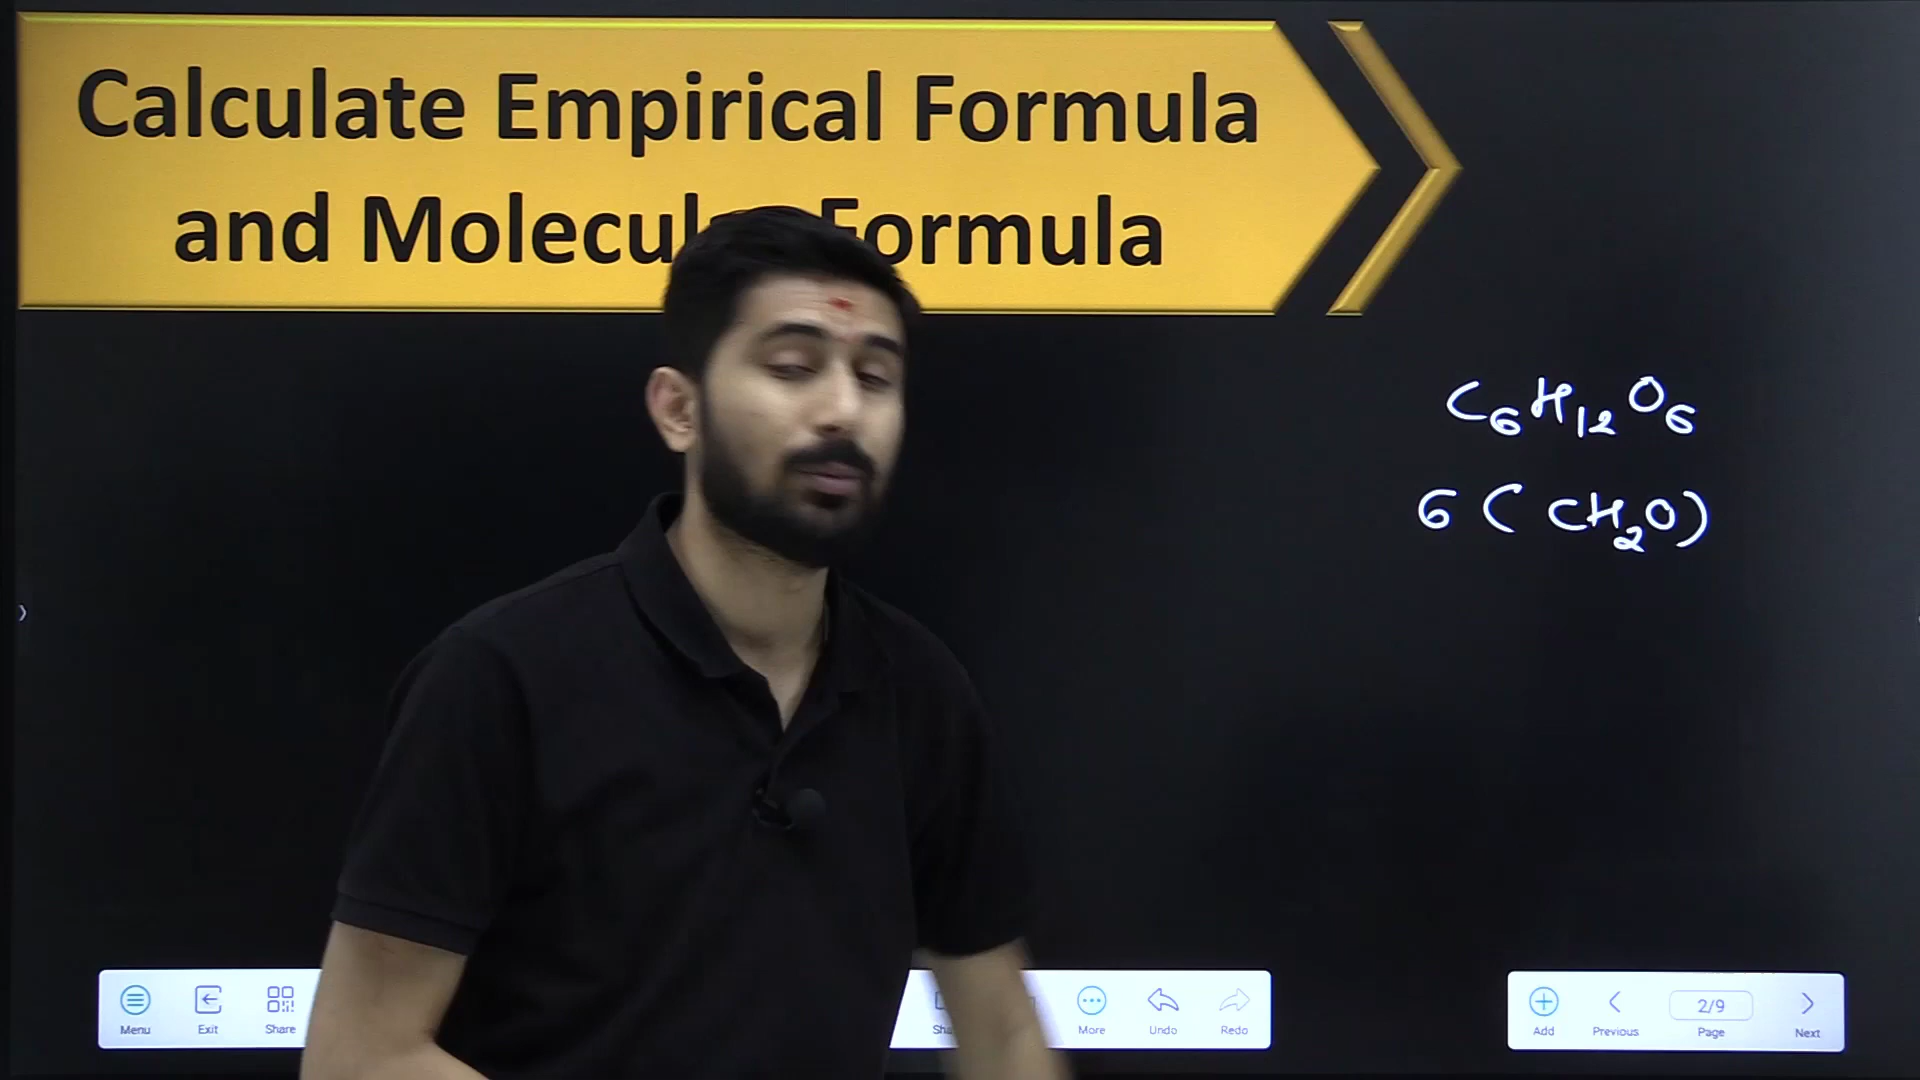 Calculate Empirical Formula
and Formula
C₆H₁₂O₆
6 ( CH₂O)
Menu Exit Share More Undo Redo
Add Previous 2/9 Page Next